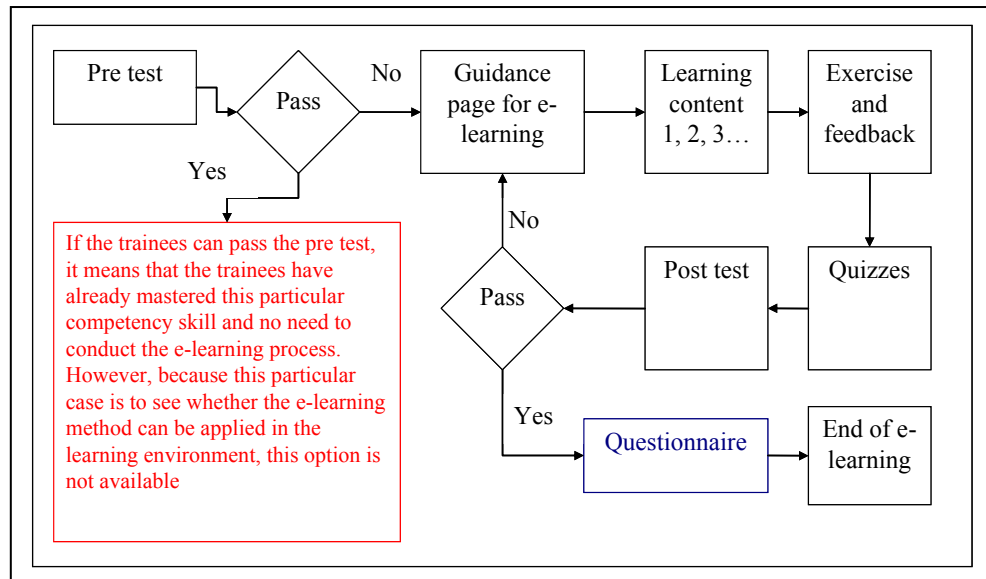 Pre test
Pass
No
Yes
Guidance
page for e-
learning
Learning
content
1, 2, 3…
Exercise
and
feedback
If the trainees can pass the pre test,
it means that the trainees have
already mastered this particular
competency skill and no need to
conduct the e-learning process.
However, because this particular
case is to see whether the e-learning
method can be applied in the
learning environment, this option is
not available
Quizzes
Post test
Pass
No
Yes
Questionnaire
End of e-
learning